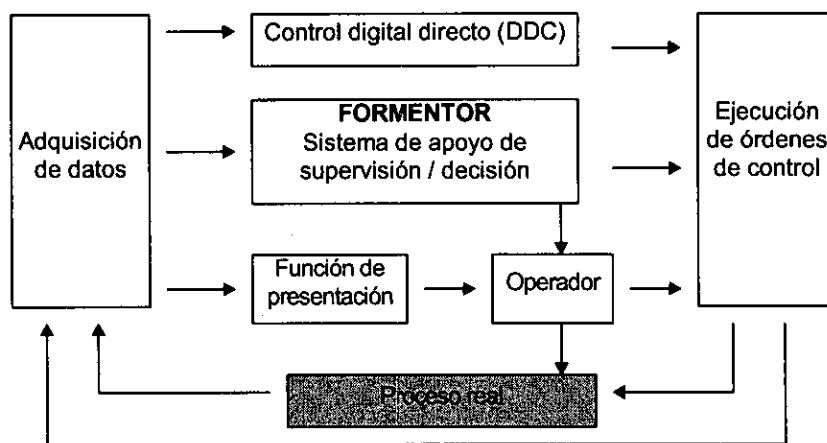 Control digital directo (DDC)
Adquisición
de datos
FORMENTOR
Sistema de apoyo de
supervisión / decisión
Ejecución
de órdenes
de control
Función de
presentación
Operador
Proceso real